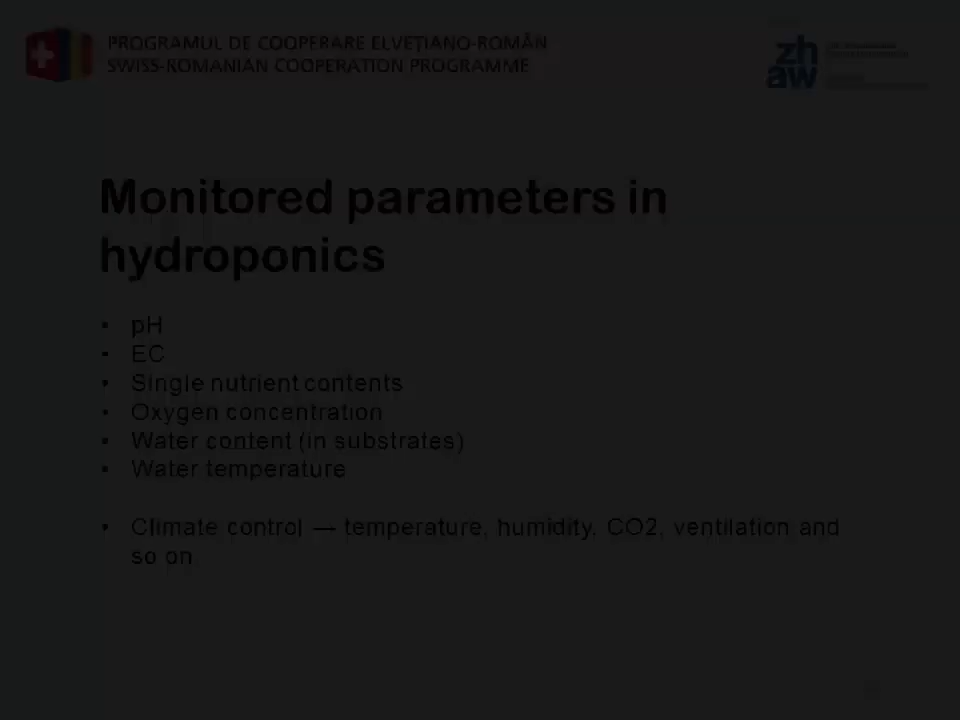 PROGRAMUL DE COOPERARE ELVEŢIANO-ROMÂN
SWISS-ROMANIAN COOPERATION PROGRAMME
zh
aw
Monitored parameters in
hydroponics
• pH
• EC
• Single nutrient contents
• Oxygen concentration
• Water content (in substrates)
• Water temperature
• Climate control — temperature, humidity, CO2, ventilation and
so on